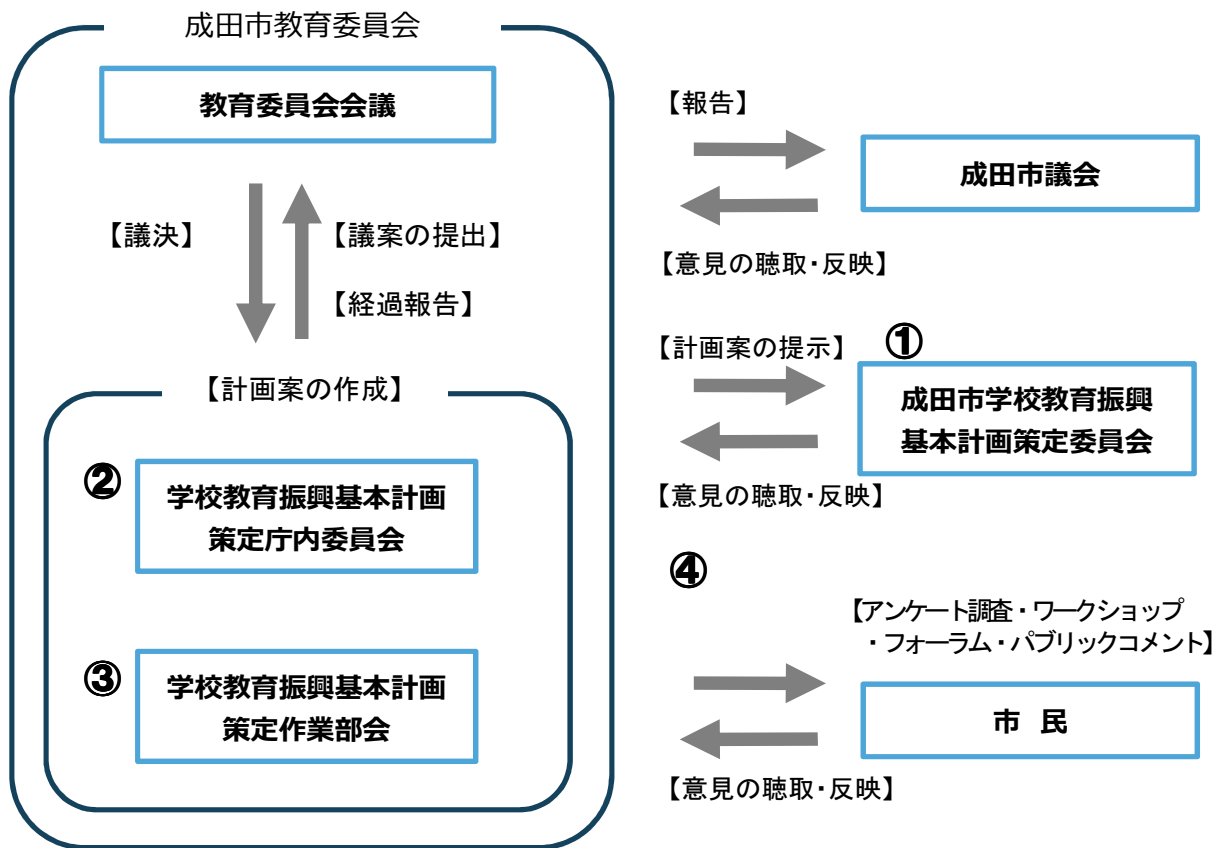 成田市教育委員会
教育委員会会議
【議決】
【議案の提出】
【経過報告】
【計画案の作成】
②
学校教育振興基本計画
策定庁内委員会
③
学校教育振興基本計画
策定作業部会
【報告】
成田市議会
【意見の聴取・反映】
【計画案の提示】
①
成田市学校教育振興
基本計画策定委員会
【意見の聴取・反映】
④
【アンケート調査・ワークショップ
・フォーラム・パブリックコメント】
市 民
【意見の聴取・反映】